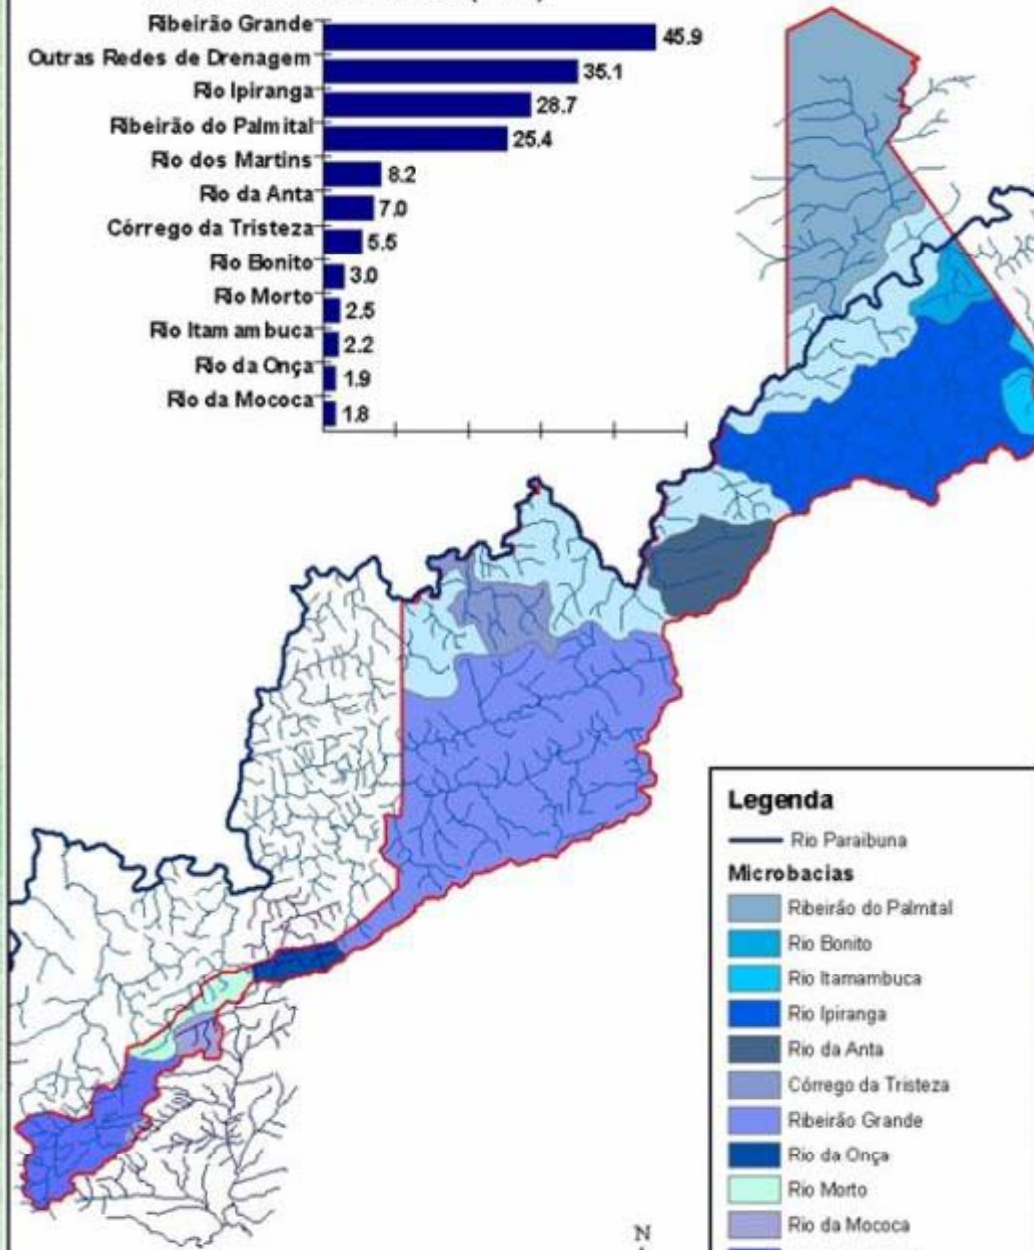 Ribeirão Grande 45.9
Outras Redes de Drenagem 35.1
Rio Ipiranga 28.7
Ribeirão do Palmital 25.4
Rio dos Martins 8.2
Rio da Anta 7.0
Córrego da Tristeza 5.5
Rio Bonito 3.0
Rio Morto 2.5
Rio Itamambuca 2.2
Rio da Onça 1.9
Rio da Mococa 1.8
Legenda
Rio Paraibuna
Microbacias
Ribeirão do Palmital
Rio Bonito
Rio Itamambuca
Rio Ipiranga
Rio da Anta
Córrego da Tristeza
Ribeirão Grande
Rio da Onça
Rio Morto
Rio da Mococa
N